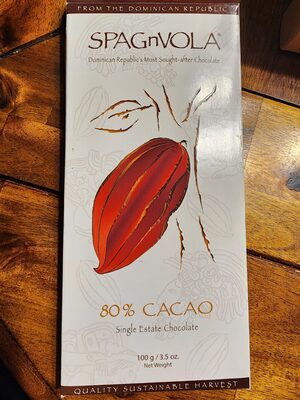 FROM THE DOMINICAN REPUBLIC
SPAGnVOLA®
Dominican Republic's Most Sought-after Chocolate
80% CACAO
Single Estate Chocolate
100 g / 3.5 oz.
Net Weight
QUALITY SUSTAINABLE HARVEST